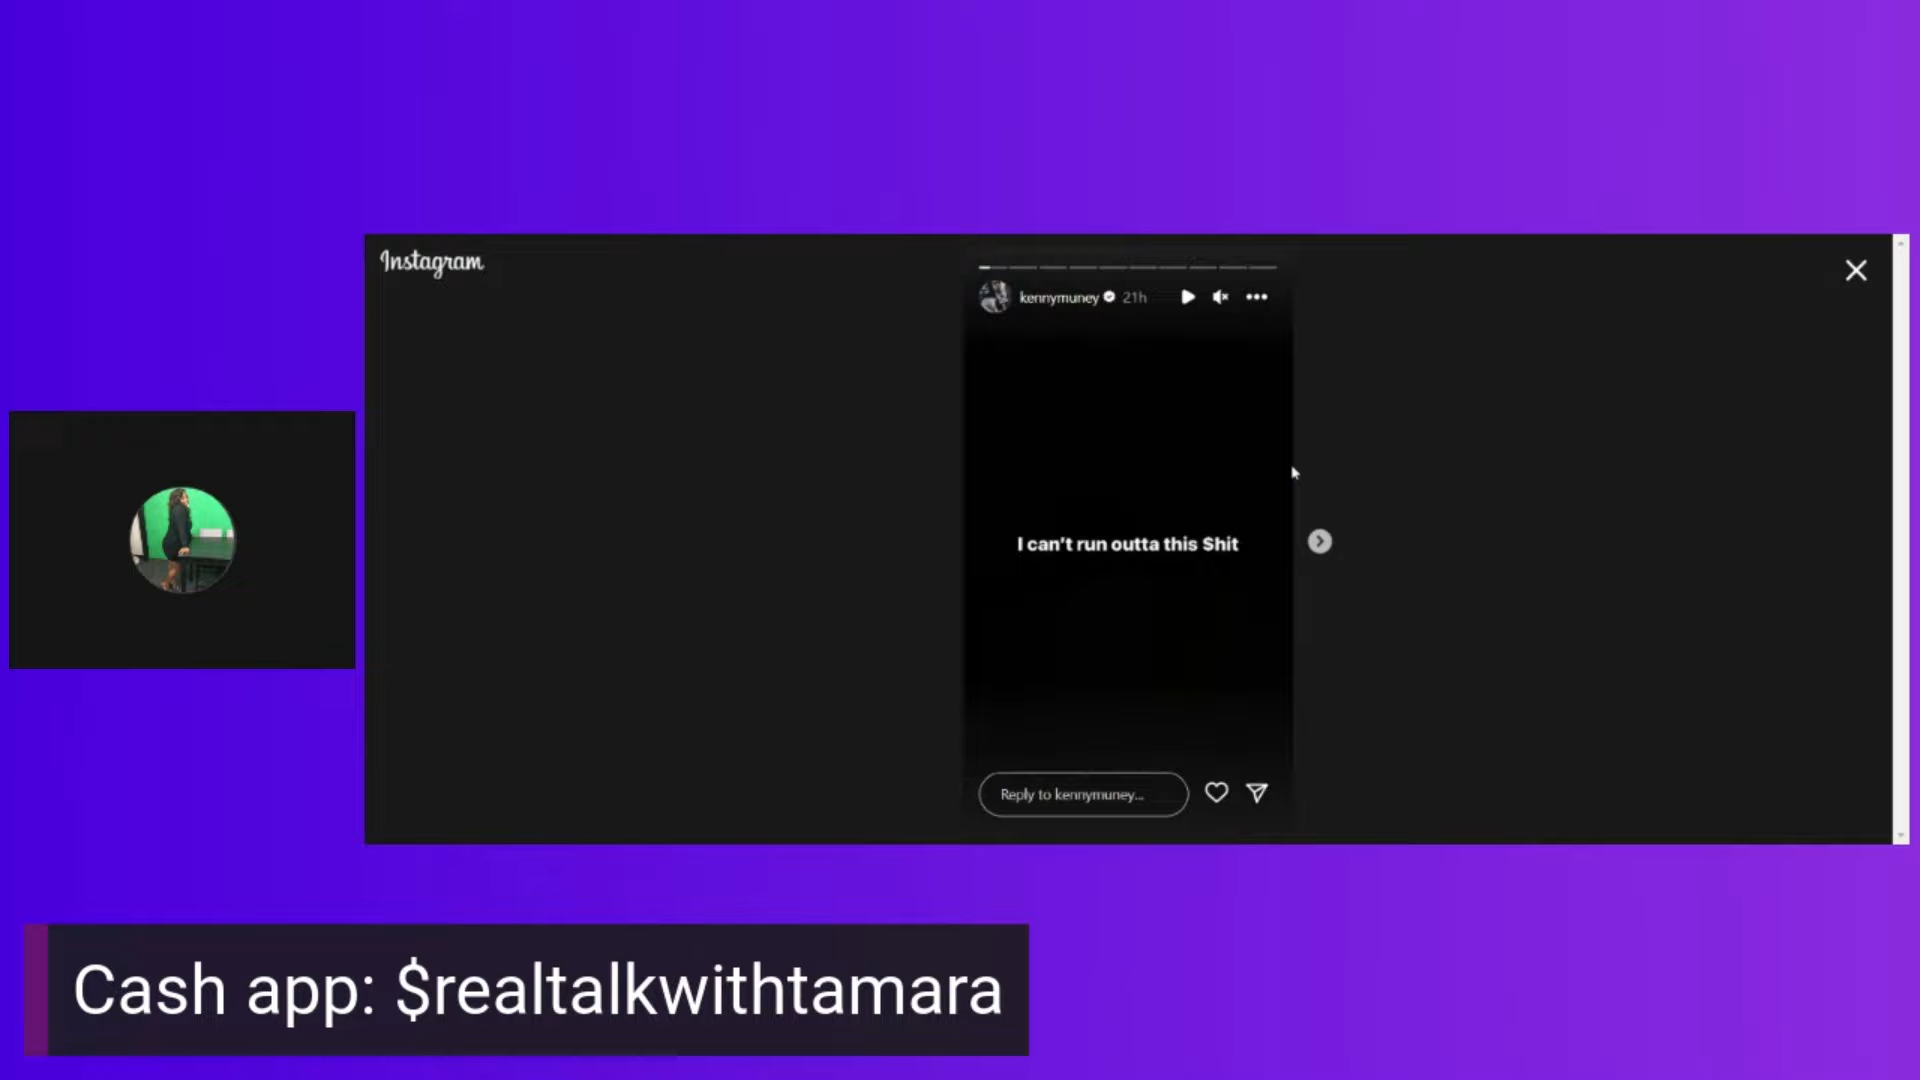 Instagram
kennymuney 21h
I can't run outta this Shit
Reply to kennymuney...
Cash app: $realtalkwithtamara